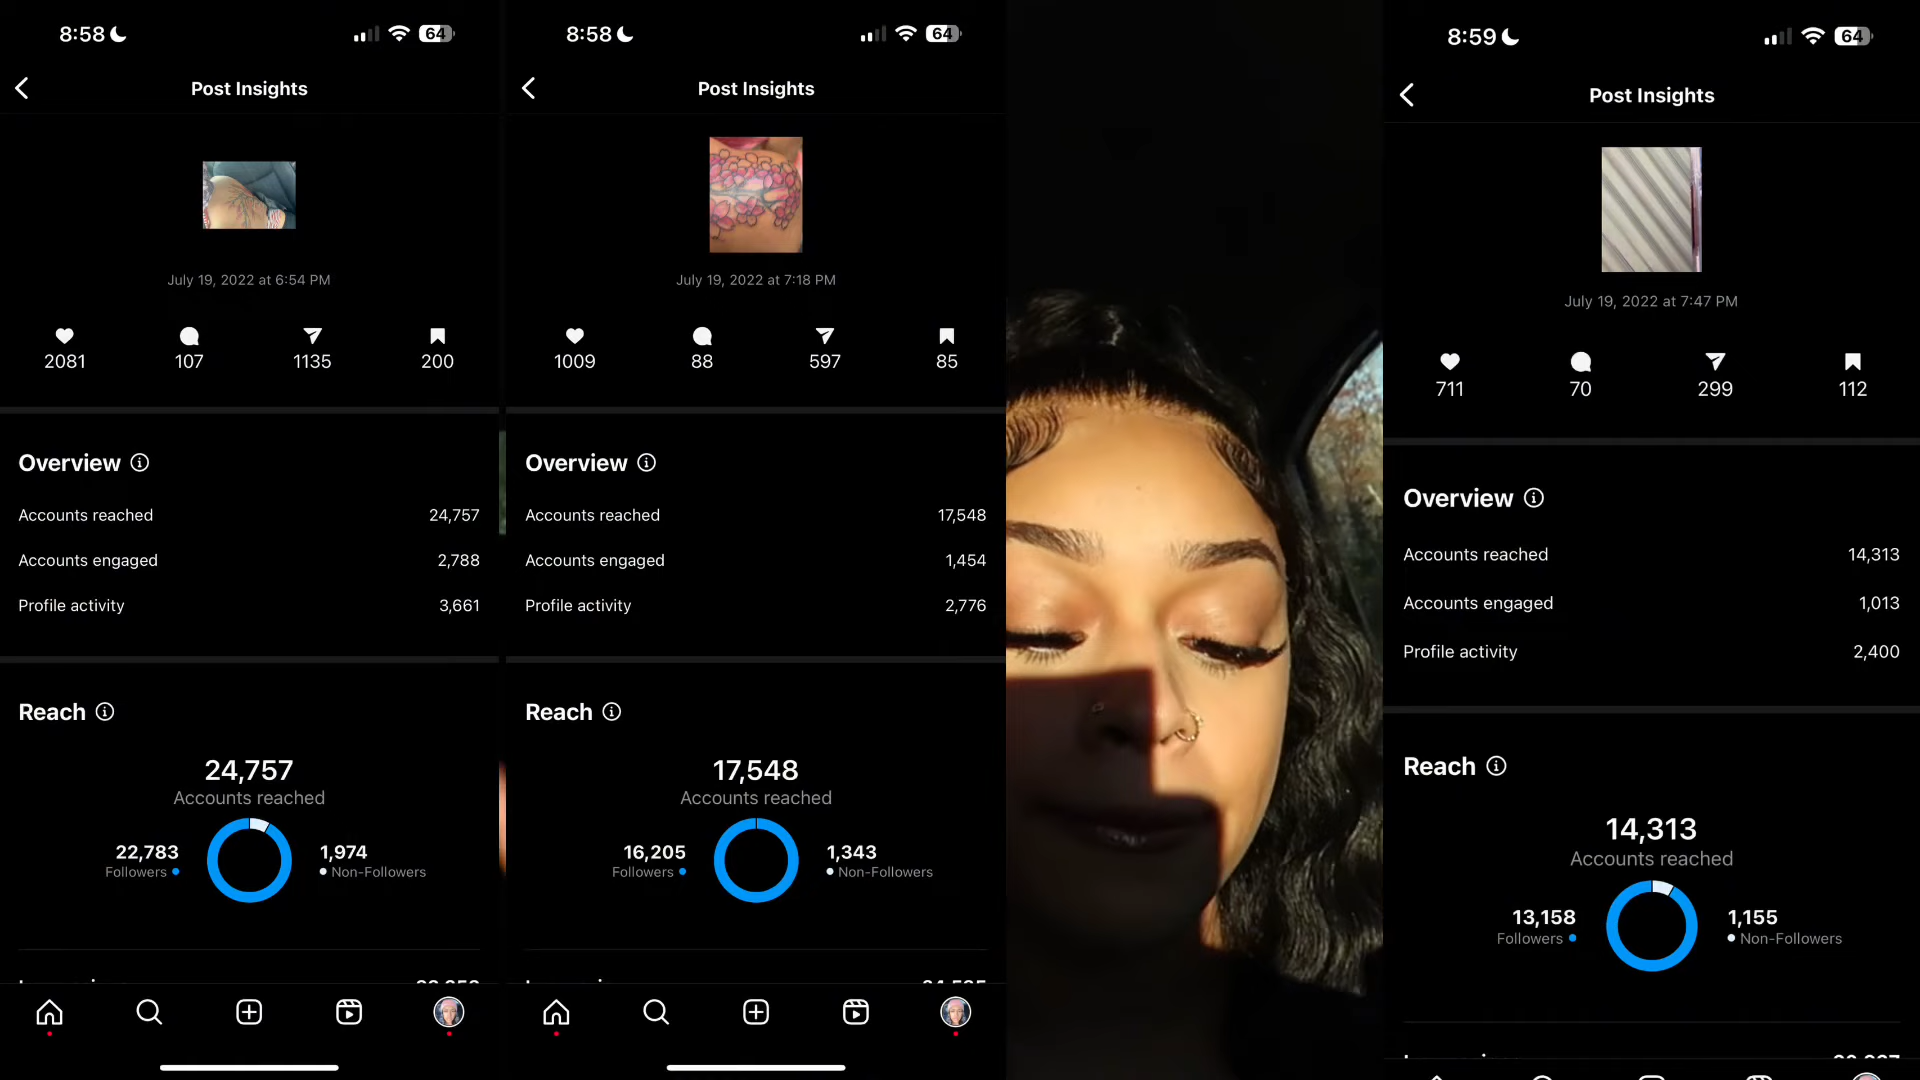 8:58
64
Post Insights
July 19, 2022 at 6:54 PM
2081 107 1135 200
Overview
Accounts reached 24,757
Accounts engaged 2,788
Profile activity 3,661
Reach
24,757
Accounts reached
22,783 1,974
Followers Non-Followers
8:58
64
Post Insights
July 19, 2022 at 7:18 PM
1009 88 597 85
Overview
Accounts reached 17,548
Accounts engaged 1,454
Profile activity 2,776
Reach
17,548
Accounts reached
16,205 1,343
Followers Non-Followers
8:59
64
Post Insights
July 19, 2022 at 7:47 PM
711 70 299 112
Overview
Accounts reached 14,313
Accounts engaged 1,013
Profile activity 2,400
Reach
14,313
Accounts reached
13,158 1,155
Followers Non-Followers